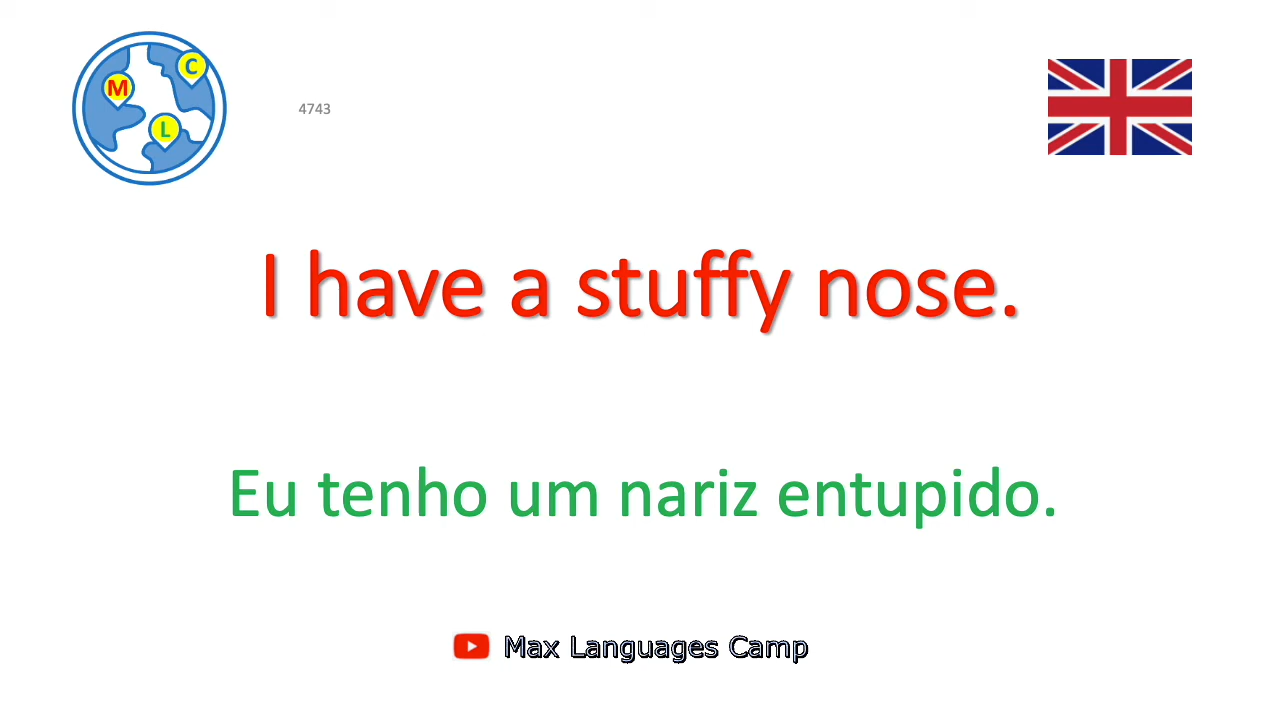 M
C
L
4743
I have a stuffy nose.
Eu tenho um nariz entupido.
Max Languages Camp